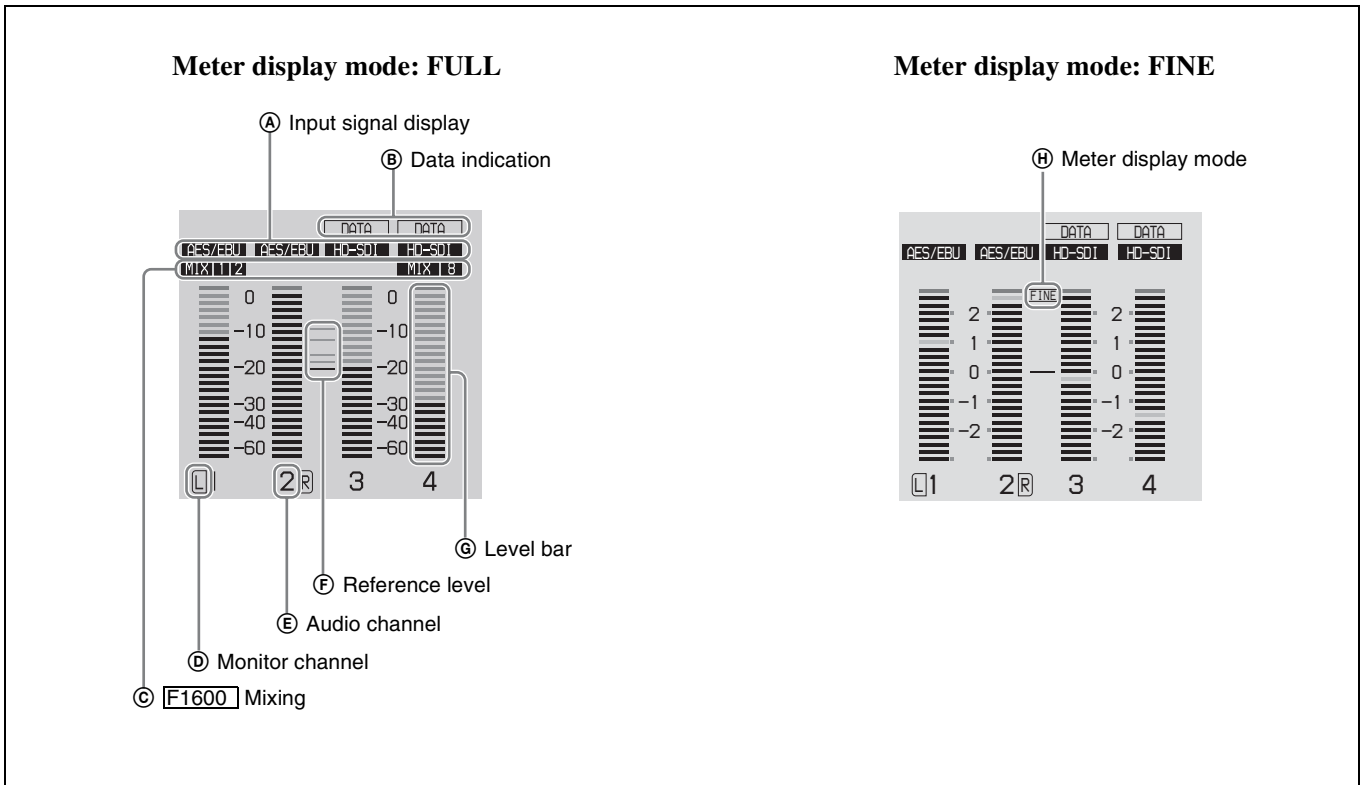 Meter display mode: FULL
Meter display mode: FINE
Ⓐ Input signal display
Ⓑ Data indication
Ⓗ Meter display mode
DATA DATA
AES/EBU AES/EBU HD-SDI HD-SDI
MIX 1 2 MIX 8
0 0
-10 -10
-20 -20
-30 -30
-40 -40
-60 -60
L 1 2 R 3 4
DATA DATA
AES/EBU AES/EBU HD-SDI HD-SDI
FINE
2 2
1 1
0 0
-1 -1
-2 -2
L 1 2 R 3 4
Ⓖ Level bar
Ⓕ Reference level
Ⓔ Audio channel
Ⓓ Monitor channel
Ⓒ F1600 Mixing